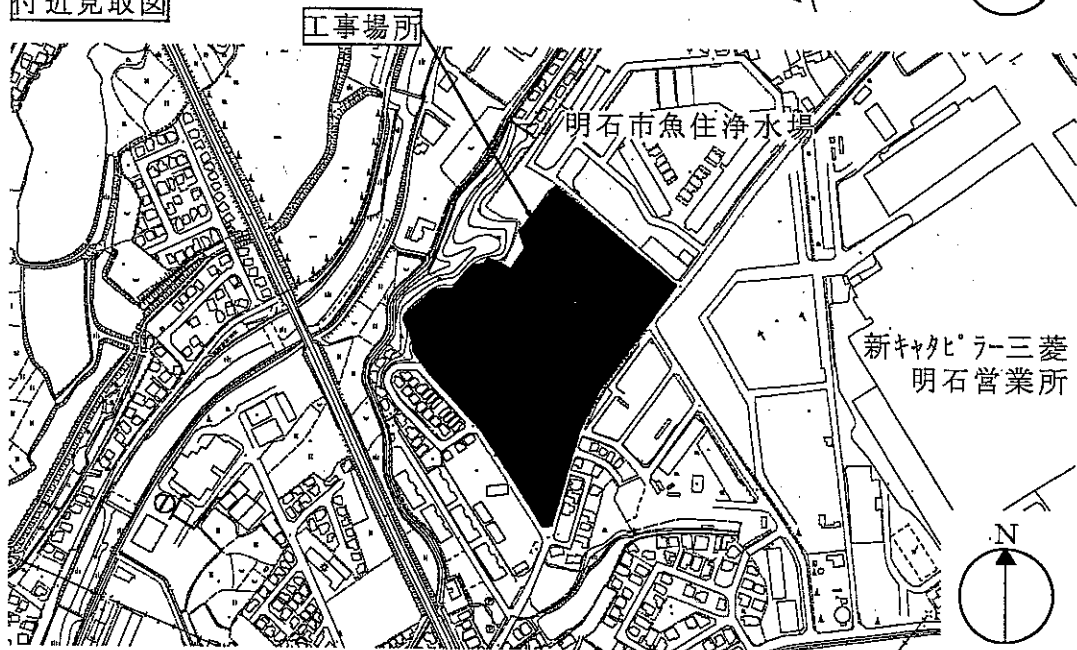 付近見取図
工事場所
明石市魚住浄水場
新キャタピラー三菱
明石営業所
N